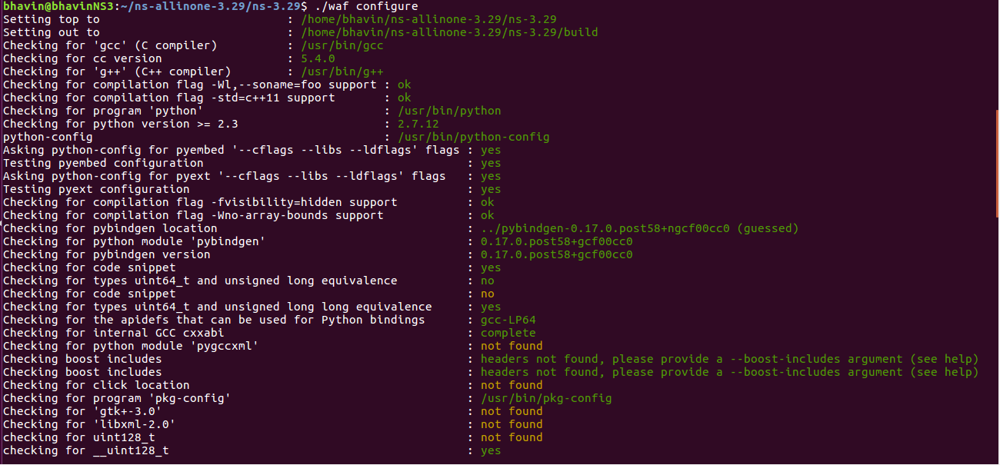 bhavin@bhavinNS3:~/ns-allinone-3.29/ns-3.29$ ./waf configure
Setting top to : /home/bhavin/ns-allinone-3.29/ns-3.29
Setting out to : /home/bhavin/ns-allinone-3.29/ns-3.29/build
Checking for 'gcc' (C compiler) : /usr/bin/gcc
Checking for cc version : 5.4.0
Checking for 'g++' (C++ compiler) : /usr/bin/g++
Checking for compilation flag -Wl,--soname=foo support : ok
Checking for compilation flag -std=c++11 support : ok
Checking for program 'python' : /usr/bin/python
Checking for python version >= 2.3 : 2.7.12
python-config : /usr/bin/python-config
Asking python-config for pyembed '--cflags --libs --ldflags' flags : yes
Testing pyembed configuration : yes
Asking python-config for pyext '--cflags --libs --ldflags' flags : yes
Testing pyext configuration : yes
Checking for compilation flag -fvisibility=hidden support : ok
Checking for compilation flag -Wno-array-bounds support : ok
Checking for pybindgen location : ../pybindgen-0.17.0.post58+ngcf00cc0 (guessed)
Checking for python module 'pybindgen' : 0.17.0.post58+gcf00cc0
Checking for pybindgen version : 0.17.0.post58+gcf00cc0
Checking for code snippet : yes
Checking for types uint64_t and unsigned long equivalence : no
Checking for code snippet : no
Checking for types uint64_t and unsigned long long equivalence : yes
Checking for the apidefs that can be used for Python bindings : gcc-LP64
Checking for internal GCC cxxabi : complete
Checking for python module 'pygccxml' : not found
Checking boost includes : headers not found, please provide a --boost-includes argument (see help)
Checking boost includes : headers not found, please provide a --boost-includes argument (see help)
Checking for click location : not found
Checking for program 'pkg-config' : /usr/bin/pkg-config
Checking for 'gtk+-3.0' : not found
Checking for 'libxml-2.0' : not found
checking for uint128_t : not found
checking for __uint128_t : yes